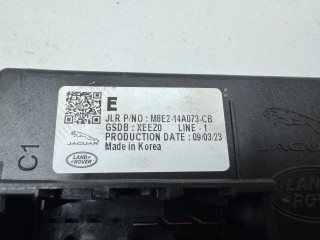 E
JLR P/NO : M8E2-14A073-CB
GSDB : XEEZ0 LINE - 1
PRODUCTION DATE : 09/03/23
Made in Korea
JAGUAR
LAND-
-ROVER
C1